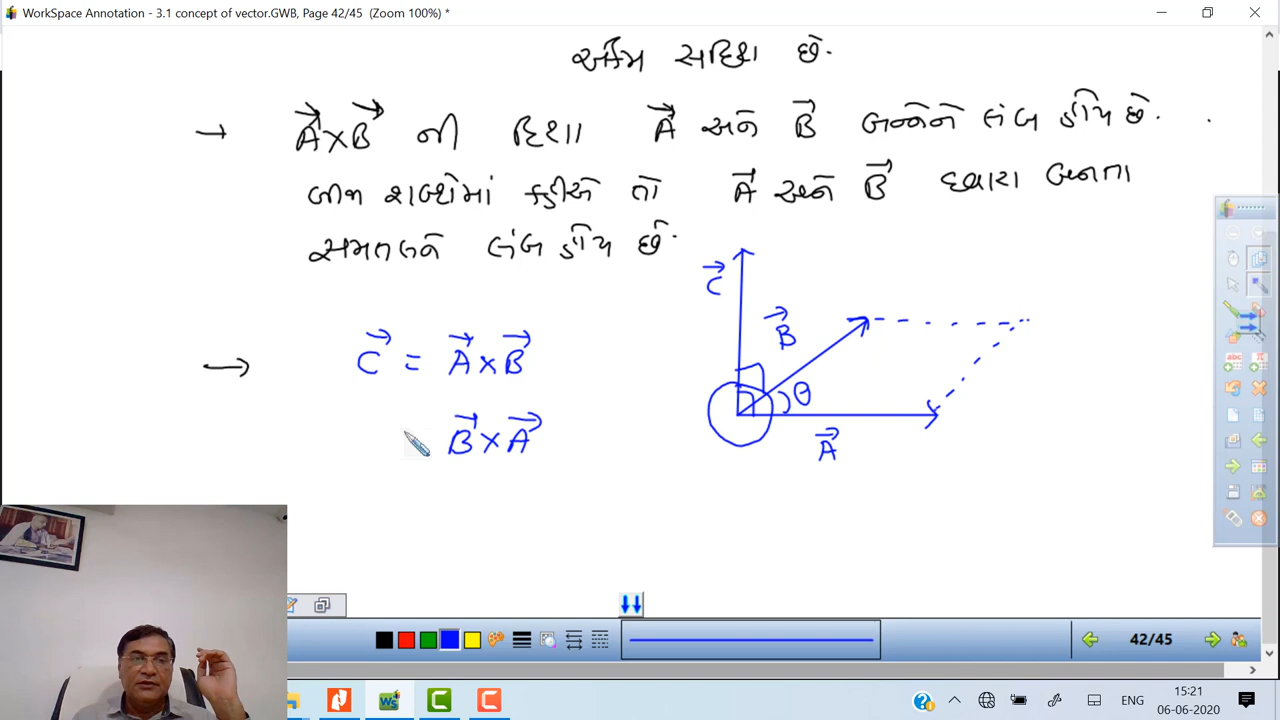 WorkSpace Annotation - 3.1 concept of vector.GWB, Page 42/45 (Zoom 100%) *
સદિશ છે.
→ A⃗×B⃗ ની દિશા A⃗ અને B⃗ બન્નેને લંબ હોય છે.
બીજા શબ્દોમાં કહીએ તો A⃗ અને B⃗ દ્વારા બનતા
સમતલને લંબ હોય છે.
→ C⃗ = A⃗×B⃗
B⃗×A⃗
C⃗
B⃗
θ
A⃗
42/45
ENG
15:21
06-06-2020